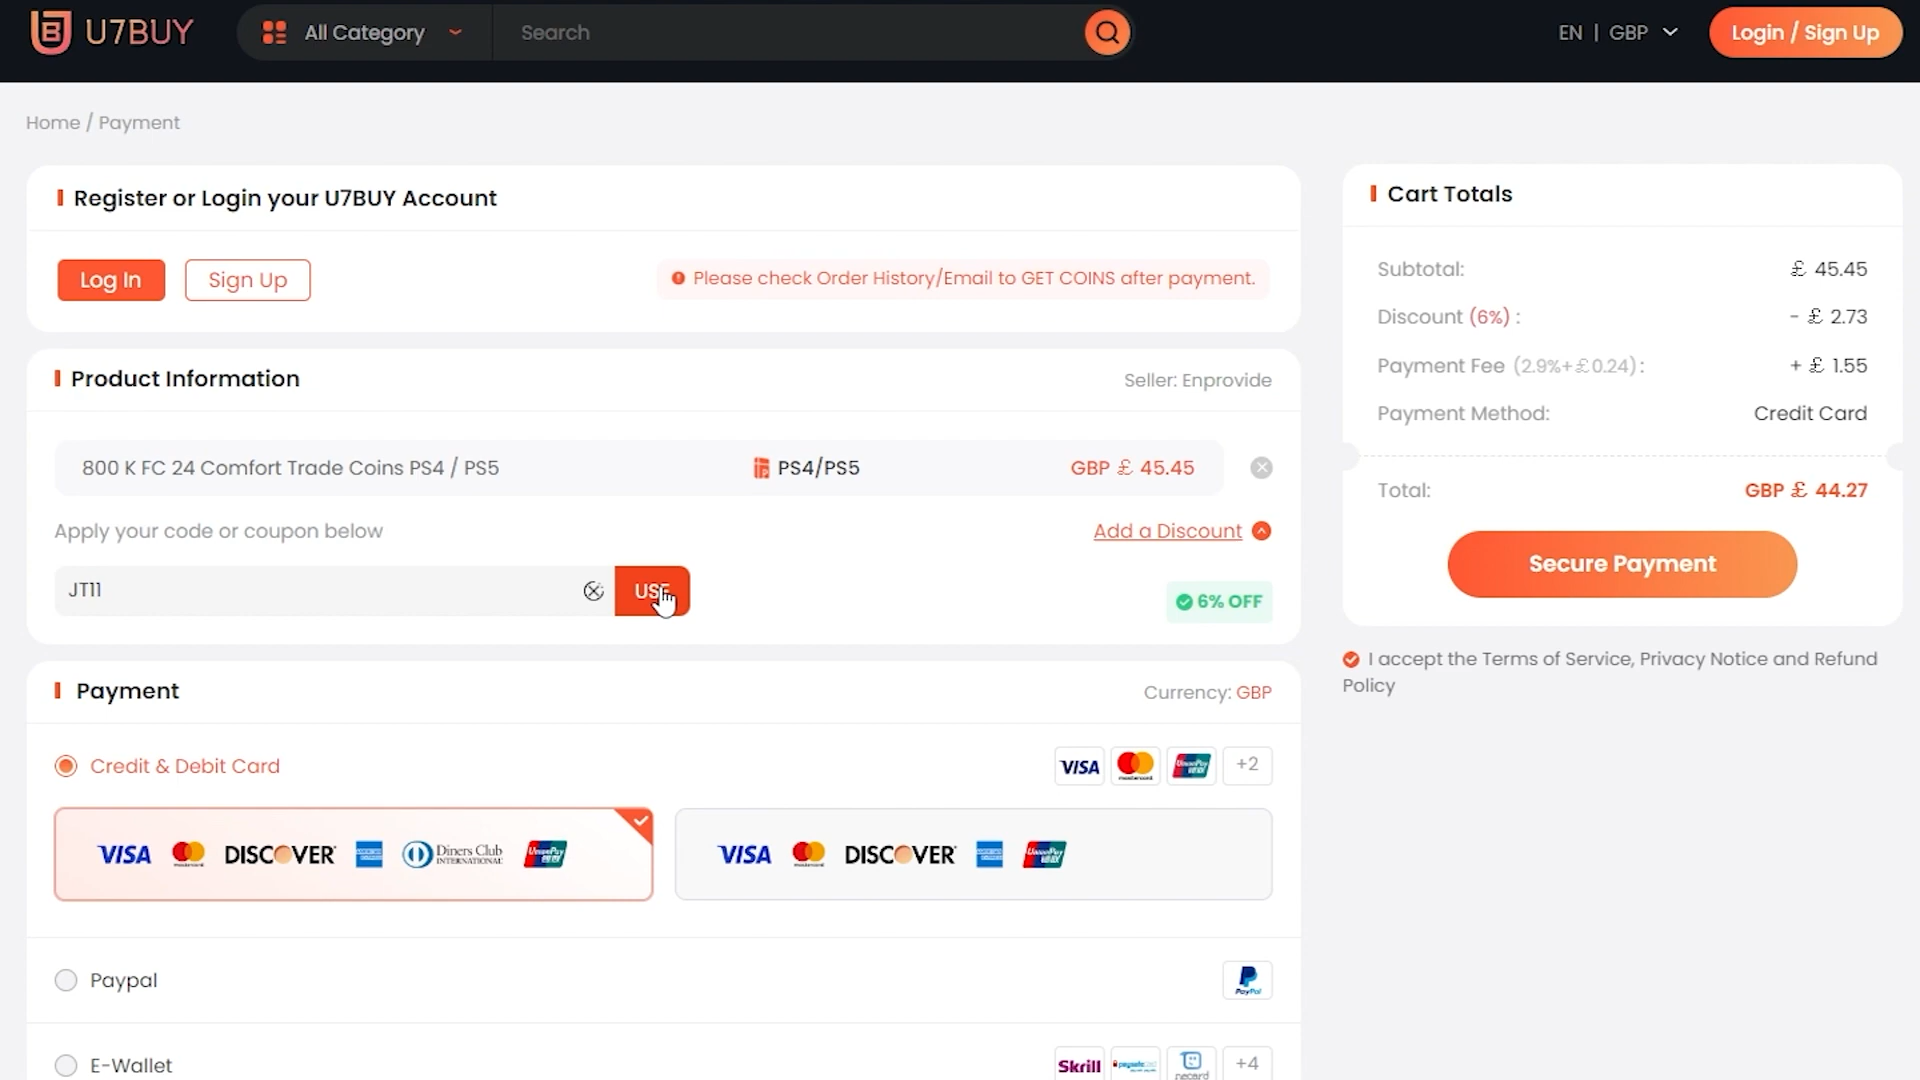 U7BUY
All Category
Search
EN | GBP
Login / Sign Up
Home / Payment
Register or Login your U7BUY Account
Log In
Sign Up
Please check Order History/Email to GET COINS after payment.
Product Information
Seller: Enprovide
800 K FC 24 Comfort Trade Coins PS4 / PS5
PS4/PS5
GBP £ 45.45
Apply your code or coupon below
Add a Discount
JT11
6% OFF
Payment
Currency: GBP
Credit & Debit Card
VISA
mastercard
UnionPay
+2
VISA
DISCOVER
Diners Club
INTERNATIONAL
UnionPay
VISA
DISCOVER
UnionPay
Paypal
PayPal
E-Wallet
Skrill
+4
Cart Totals
Subtotal:
£ 45.45
Discount (6%) :
- £ 2.73
Payment Fee (2.9%+£0.24):
+ £ 1.55
Payment Method:
Credit Card
Total:
GBP £ 44.27
Secure Payment
I accept the Terms of Service, Privacy Notice and Refund
Policy